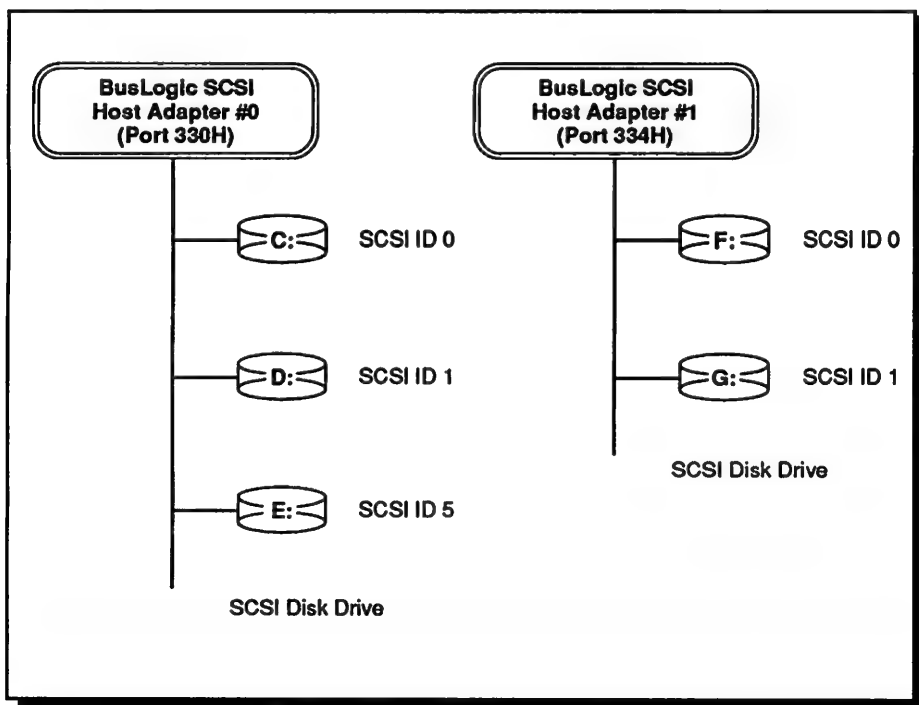 BusLogic SCSI
Host Adapter #0
(Port 330H)
C: SCSI ID 0
D: SCSI ID 1
E: SCSI ID 5
SCSI Disk Drive
BusLogic SCSI
Host Adapter #1
(Port 334H)
F: SCSI ID 0
G: SCSI ID 1
SCSI Disk Drive